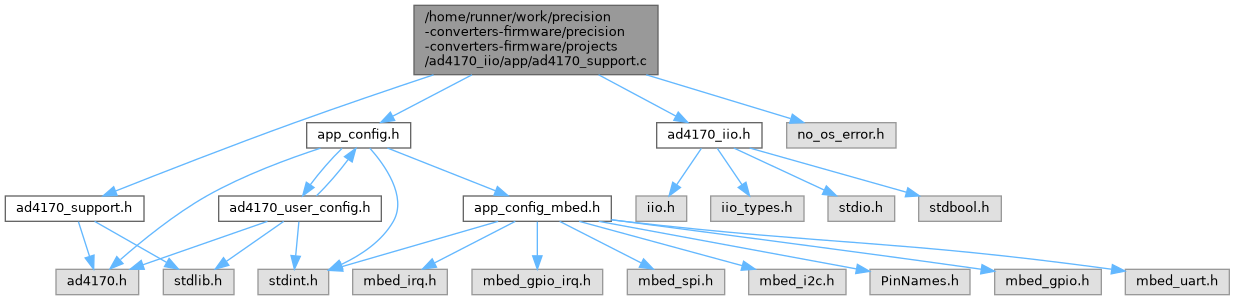 /home/runner/work/precision
-converters-firmware/precision
-converters-firmware/projects
/ad4170_iio/app/ad4170_support.c
app_config.h
ad4170_iio.h
no_os_error.h
ad4170_support.h
ad4170_user_config.h
app_config_mbed.h
iio.h
iio_types.h
stdio.h
stdbool.h
ad4170.h
stdlib.h
stdint.h
mbed_irq.h
mbed_gpio_irq.h
mbed_spi.h
mbed_i2c.h
PinNames.h
mbed_gpio.h
mbed_uart.h